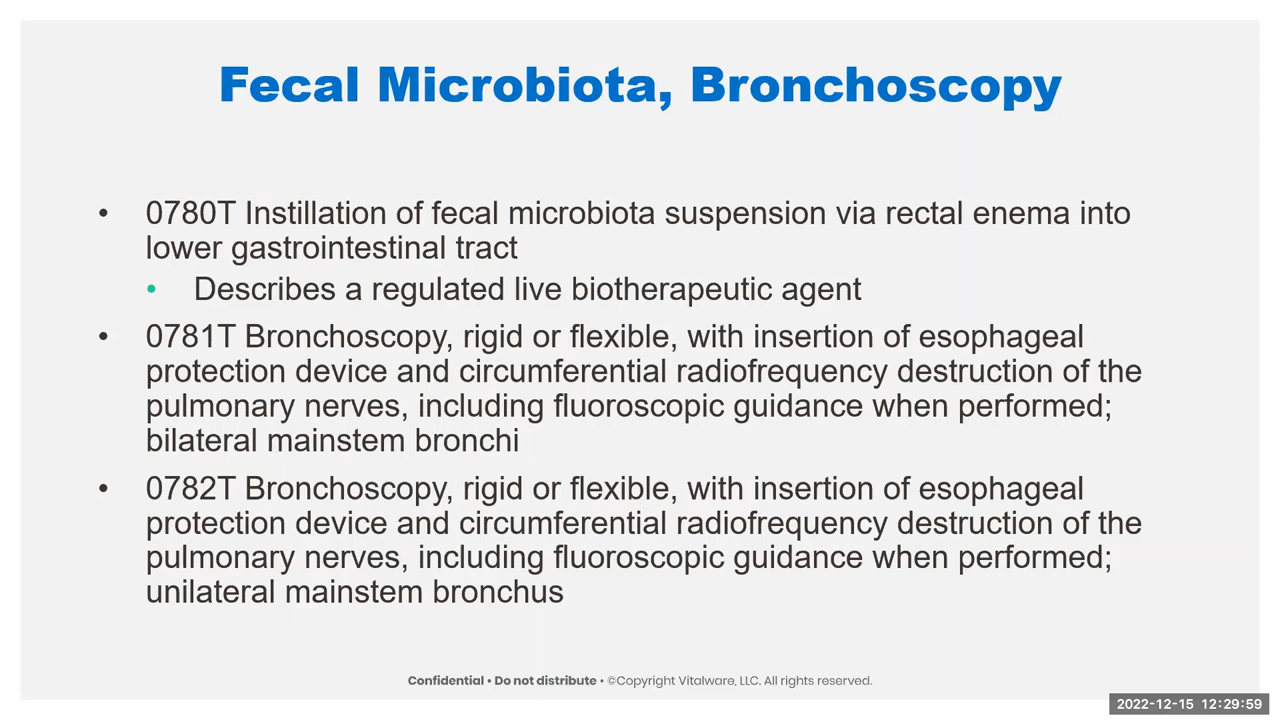 Fecal Microbiota, Bronchoscopy
• 0780T Instillation of fecal microbiota suspension via rectal enema into
lower gastrointestinal tract
• Describes a regulated live biotherapeutic agent
• 0781T Bronchoscopy, rigid or flexible, with insertion of esophageal
protection device and circumferential radiofrequency destruction of the
pulmonary nerves, including fluoroscopic guidance when performed;
bilateral mainstem bronchi
• 0782T Bronchoscopy, rigid or flexible, with insertion of esophageal
protection device and circumferential radiofrequency destruction of the
pulmonary nerves, including fluoroscopic guidance when performed;
unilateral mainstem bronchus
Confidential • Do not distribute • ©Copyright Vitalware, LLC. All rights reserved.
2022-12-15 12:29:59